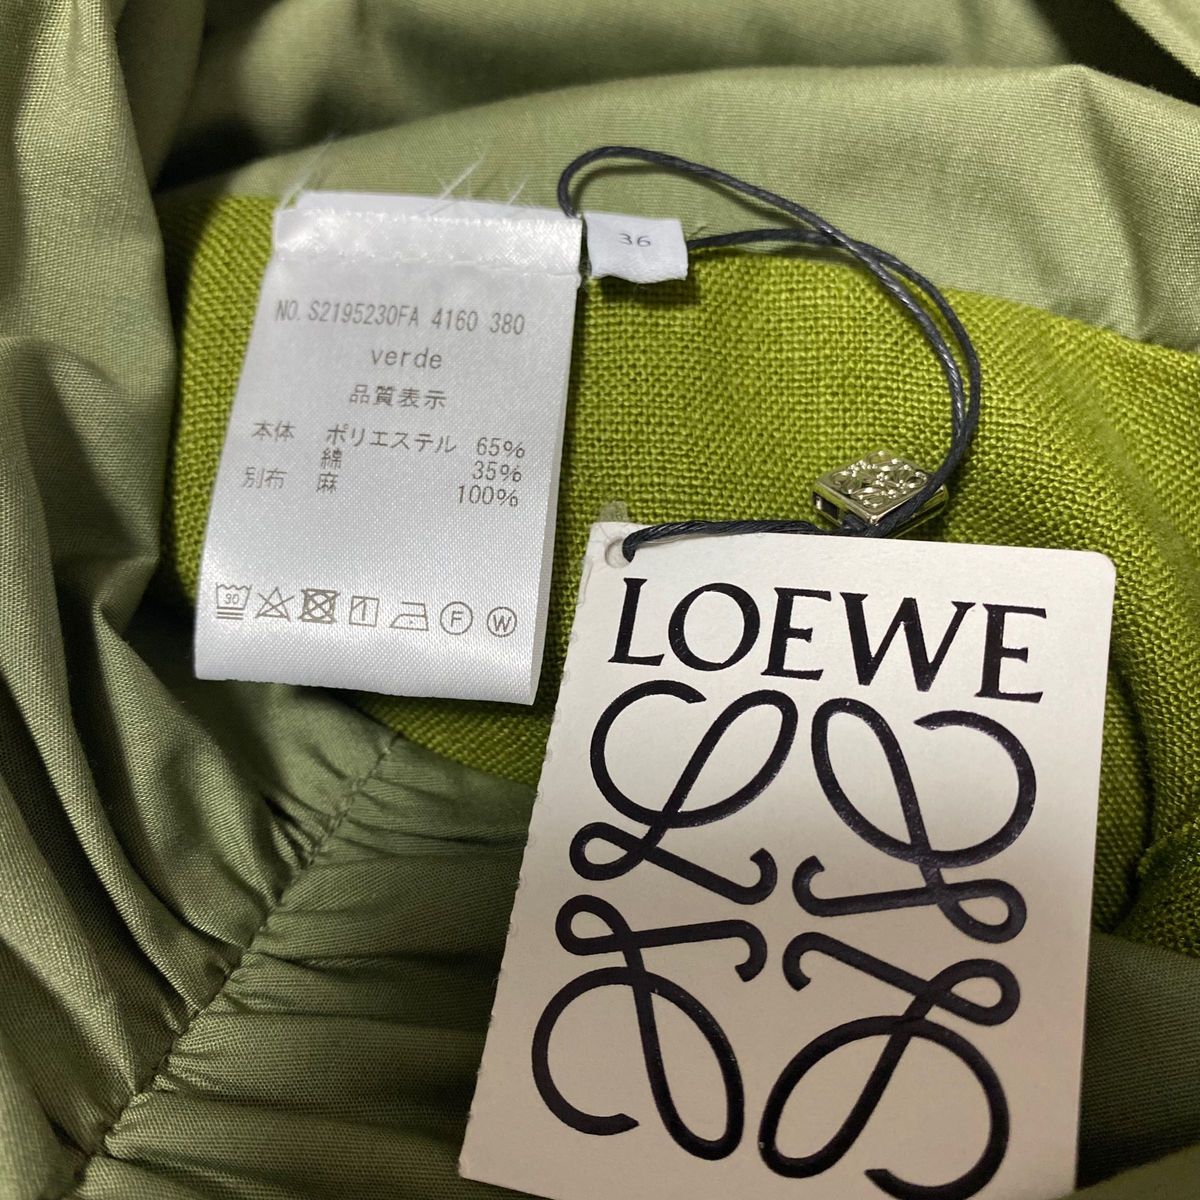 36
NO. S2195230FA 4160 380
verde
品質表示
本体 ポリエステル 65%
綿 35%
別布 麻 100%
30
F W
LOEWE